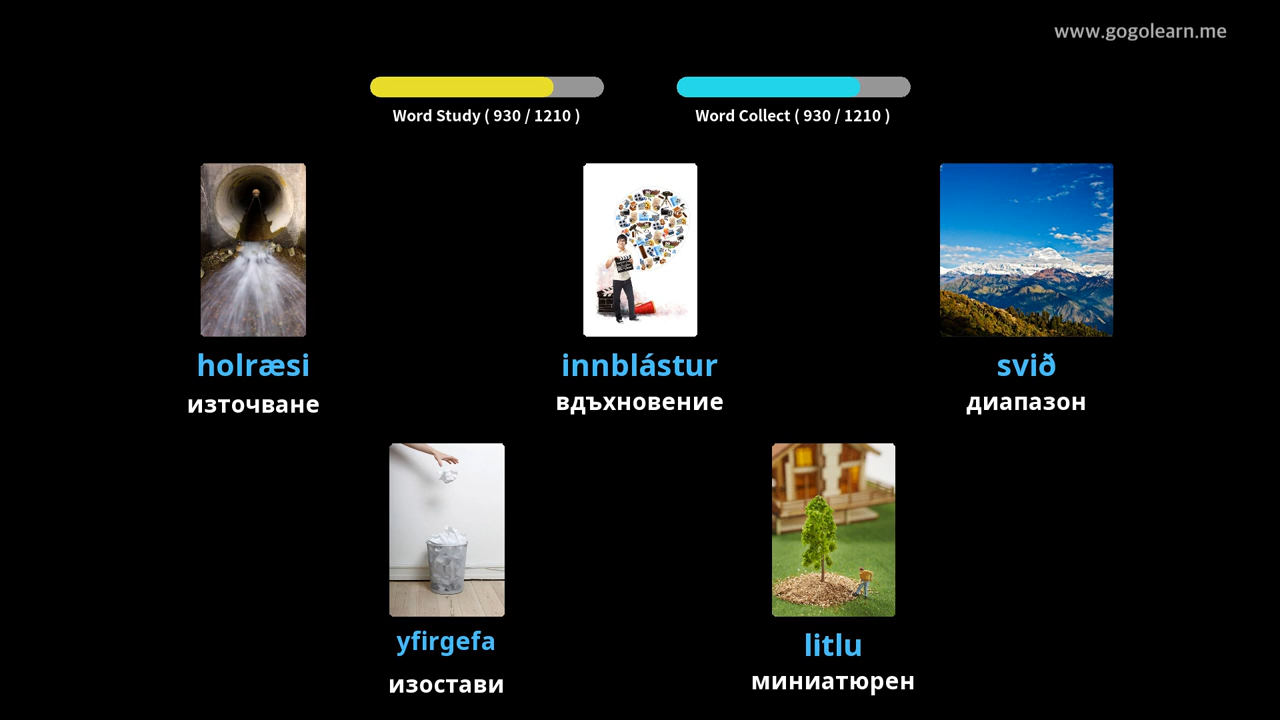 www.gogolearn.me
Word Study ( 930 / 1210 )
Word Collect ( 930 / 1210 )
holræsi
innblástur
svið
източване
вдъхновение
диапазон
yfirgefa
litlu
изостави
миниатюрен